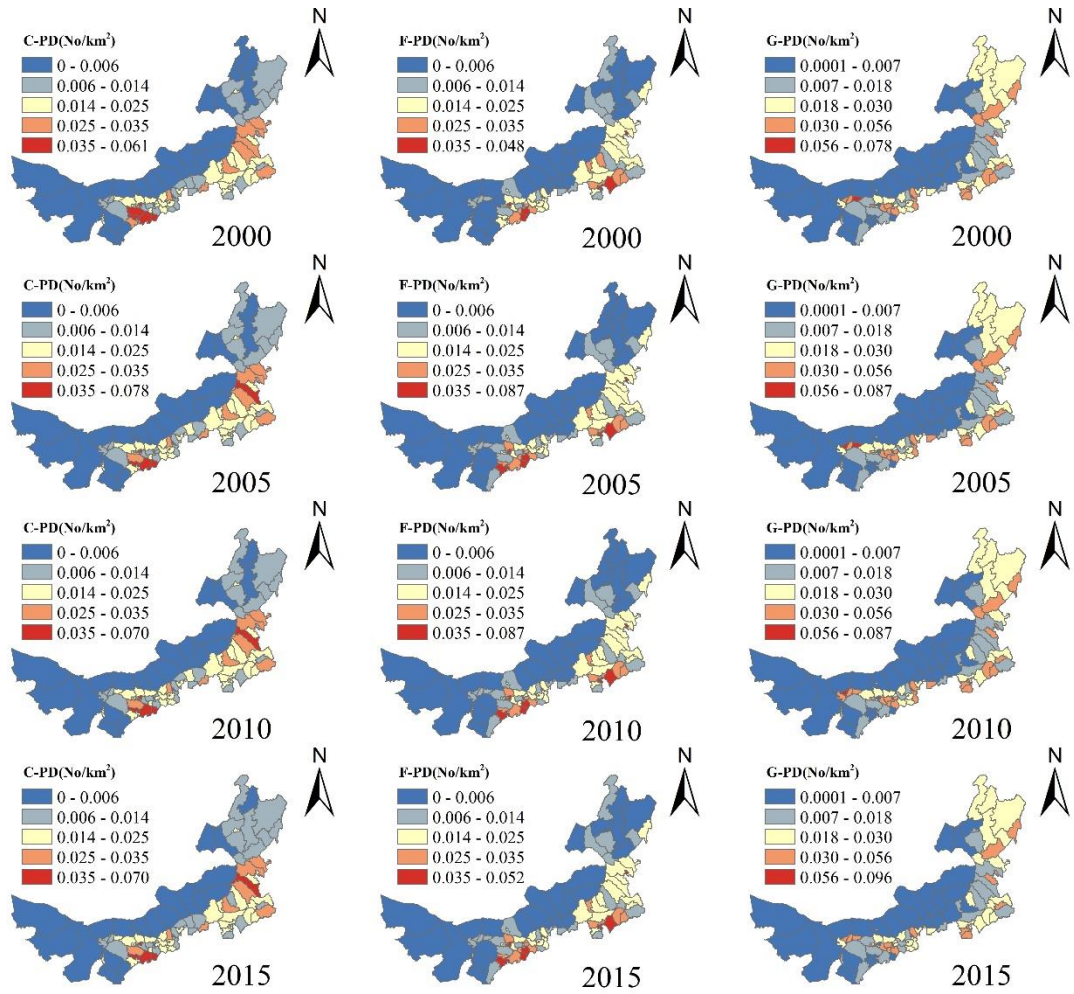 N
C-PD(No/km²)
0 - 0.006
0.006 - 0.014
0.014 - 0.025
0.025 - 0.035
0.035 - 0.061
2000
N
F-PD(No/km²)
0 - 0.006
0.006 - 0.014
0.014 - 0.025
0.025 - 0.035
0.035 - 0.048
2000
N
G-PD(No/km²)
0.0001 - 0.007
0.007 - 0.018
0.018 - 0.030
0.030 - 0.056
0.056 - 0.078
2000
N
C-PD(No/km²)
0 - 0.006
0.006 - 0.014
0.014 - 0.025
0.025 - 0.035
0.035 - 0.078
2005
N
F-PD(No/km²)
0 - 0.006
0.006 - 0.014
0.014 - 0.025
0.025 - 0.035
0.035 - 0.087
2005
N
G-PD(No/km²)
0.0001 - 0.007
0.007 - 0.018
0.018 - 0.030
0.030 - 0.056
0.056 - 0.087
2005
N
C-PD(No/km²)
0 - 0.006
0.006 - 0.014
0.014 - 0.025
0.025 - 0.035
0.035 - 0.070
2010
N
F-PD(No/km²)
0 - 0.006
0.006 - 0.014
0.014 - 0.025
0.025 - 0.035
0.035 - 0.087
2010
N
G-PD(No/km²)
0.0001 - 0.007
0.007 - 0.018
0.018 - 0.030
0.030 - 0.056
0.056 - 0.087
2010
N
C-PD(No/km²)
0 - 0.006
0.006 - 0.014
0.014 - 0.025
0.025 - 0.035
0.035 - 0.070
2015
N
F-PD(No/km²)
0 - 0.006
0.006 - 0.014
0.014 - 0.025
0.025 - 0.035
0.035 - 0.052
2015
N
G-PD(No/km²)
0.0001 - 0.007
0.007 - 0.018
0.018 - 0.030
0.030 - 0.056
0.056 - 0.096
2015